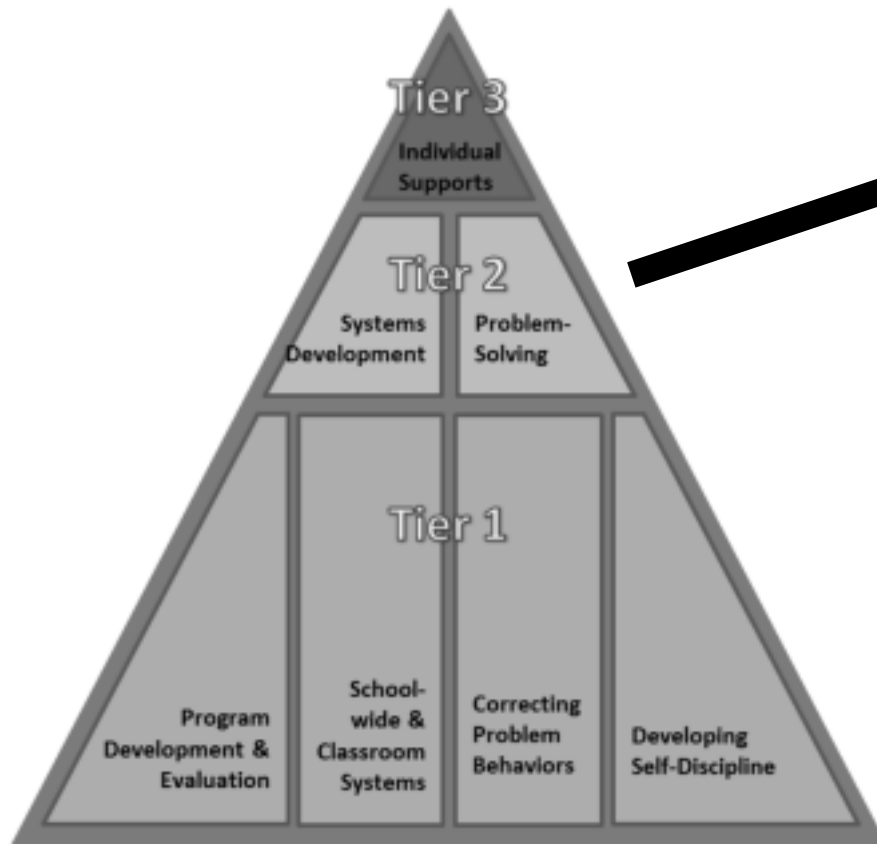 Tier 3
Individual
Supports
Tier 2
Systems
Development
Problem-
Solving
Tier 1
Program
Development &
Evaluation
School-
wide &
Classroom
Systems
Correcting
Problem
Behaviors
Developing
Self-Discipline